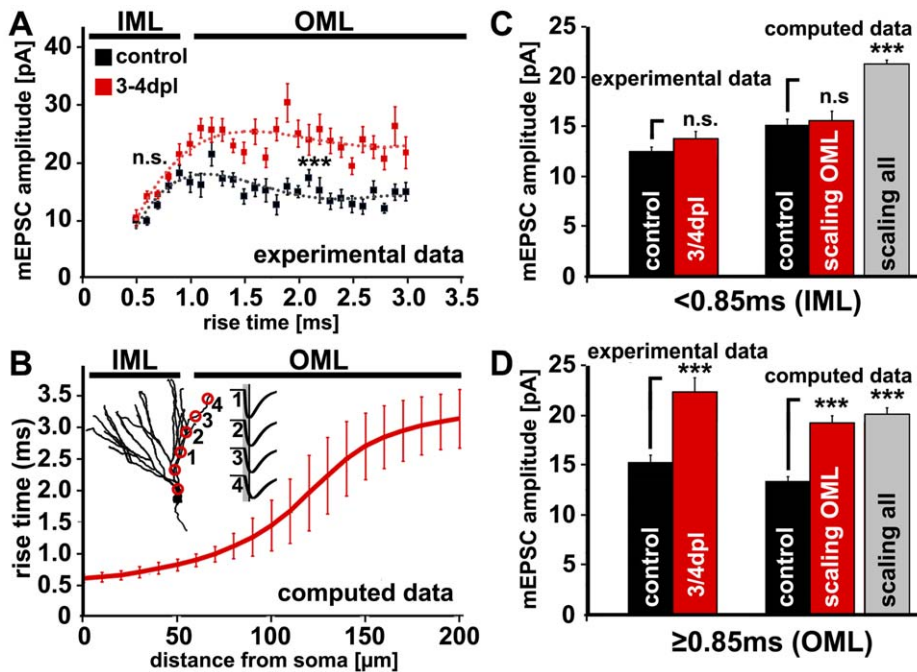 A
IML OML
control
3-4dpl
mEPSC amplitude [pA]
40
30
20
10
0
n.s.
***
experimental data
0.0 0.5 1.0 1.5 2.0 2.5 3.0 3.5
rise time [ms]
B
IML OML
rise time (ms)
3.5
3.0
2.5
2.0
1.5
1.0
0.5
0
4
3
2
1
1
2
3
4
computed data
0 50 100 150 200
distance from soma [µm]
C
mEPSC amplitude [pA]
25
20
15
10
5
0
experimental data
computed data
n.s.
n.s
***
control
3/4dpl
control
scaling OML
scaling all
<0.85ms (IML)
D
mEPSC amplitude [pA]
25
20
15
10
5
0
experimental data
***
computed data
***
***
control
3/4dpl
control
scaling OML
scaling all
≥0.85ms (OML)